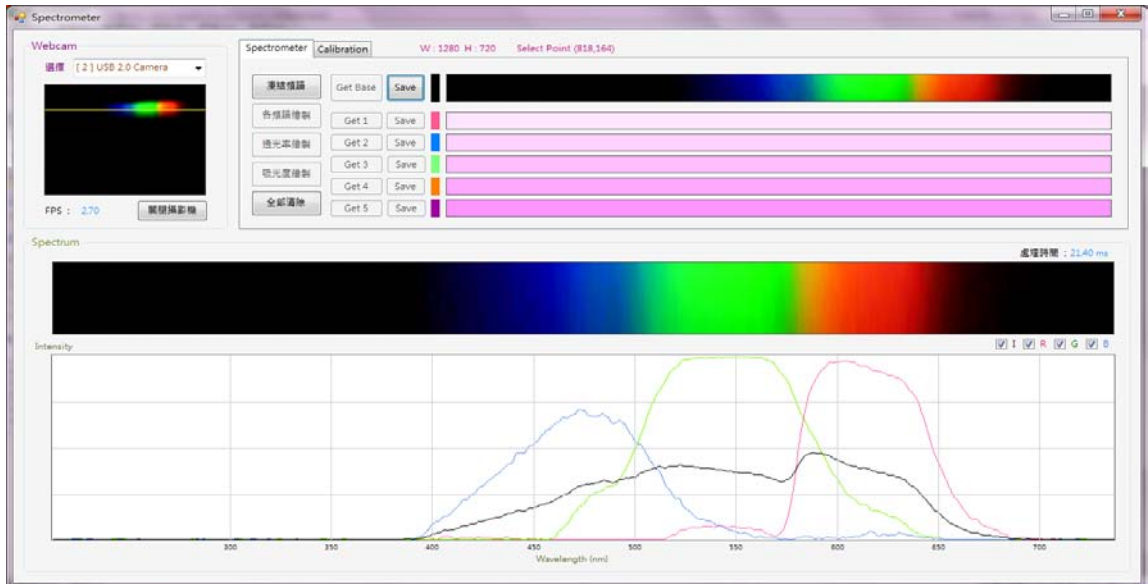 Spectrometer
Webcam
選擇 [ 2 ] USB 2.0 Camera
FPS : 2.70 關閉攝影機
Spectrometer Calibration W : 1280 H : 720 Select Point (818,164)
凍結頻譜 Get Base Save
各頻譜繪製 Get 1 Save
透光率繪製 Get 2 Save
吸光度繪製 Get 3 Save
Get 4 Save
全部清除 Get 5 Save
Spectrum
處理時間 : 21.40 ms
Intensity I R G B
300 350 400 450 500 550 600 650 700
Wavelength (nm)